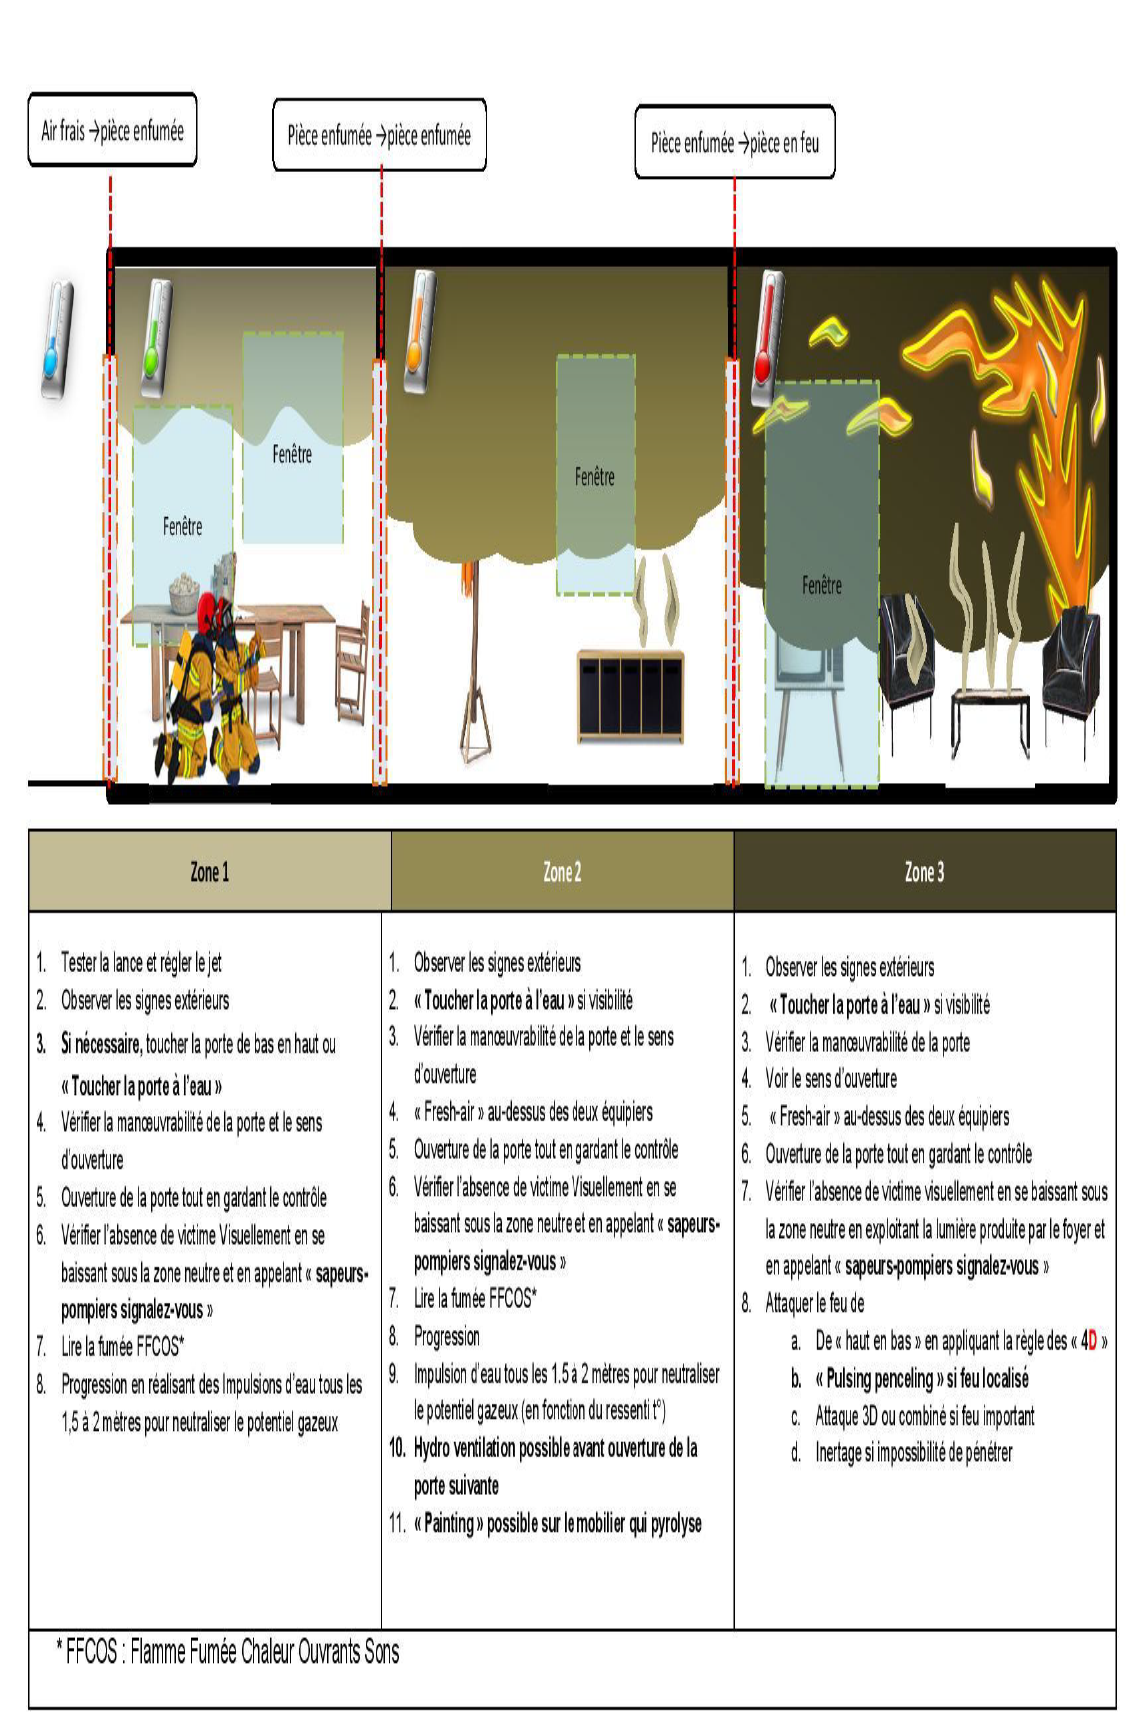 Air frais →pièce enfumée
Pièce enfumée →pièce enfumée
Pièce enfumée →pièce en feu
Fenêtre
Fenêtre
Fenêtre
Fenêtre
Zone 1
1. Tester la lance et régler le jet
2. Observer les signes extérieurs
3. Si nécessaire, toucher la porte de bas en haut ou
« Toucher la porte à l'eau »
4. Vérifier la manœuvrabilité de la porte et le sens
d'ouverture
5. Ouverture de la porte tout en gardant le contrôle
6. Vérifier l'absence de victime Visuellement en se
baissant sous la zone neutre et en appelant « sapeurs-
pompiers signalez-vous »
7. Lire la fumée FFCOS*
8. Progression en réalisant des Impulsions d'eau tous les
1,5 à 2 mètres pour neutraliser le potentiel gazeux
Zone 2
1. Observer les signes extérieurs
2. « Toucher la porte à l'eau » si visibilité
3. Vérifier la manœuvrabilité de la porte et le sens
d'ouverture
4. « Fresh-air » au-dessus des deux équipiers
5. Ouverture de la porte tout en gardant le contrôle
6. Vérifier l'absence de victime Visuellement en se
baissant sous la zone neutre et en appelant « sapeurs-
pompiers signalez-vous »
7. Lire la fumée FFCOS*
8. Progression
9. Impulsion d'eau tous les 1.5 à 2 mètres pour neutraliser
le potentiel gazeux (en fonction du ressenti t°)
10. Hydro ventilation possible avant ouverture de la
porte suivante
11. « Painting » possible sur le mobilier qui pyrolyse
Zone 3
1. Observer les signes extérieurs
2. « Toucher la porte à l'eau » si visibilité
3. Vérifier la manœuvrabilité de la porte
4. Voir le sens d'ouverture
5. « Fresh-air » au-dessus des deux équipiers
6. Ouverture de la porte tout en gardant le contrôle
7. Vérifier l'absence de victime visuellement en se baissant sous
la zone neutre en exploitant la lumière produite par le foyer et
en appelant « sapeurs-pompiers signalez-vous »
8. Attaquer le feu de
a. De « haut en bas » en appliquant la règle des « 4D »
b. « Pulsing penceling » si feu localisé
c. Attaque 3D ou combiné si feu important
d. Inertage si impossibilité de pénétrer
* FFCOS : Flamme Fumée Chaleur Ouvrants Sons